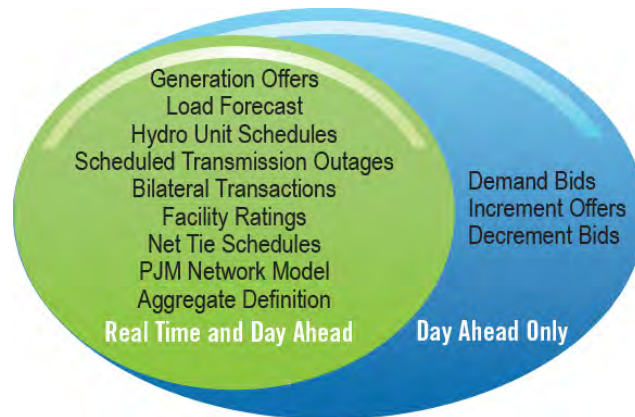 Generation Offers
Load Forecast
Hydro Unit Schedules
Scheduled Transmission Outages
Bilateral Transactions
Facility Ratings
Net Tie Schedules
PJM Network Model
Aggregate Definition
Real Time and Day Ahead
Demand Bids
Increment Offers
Decrement Bids
Day Ahead Only